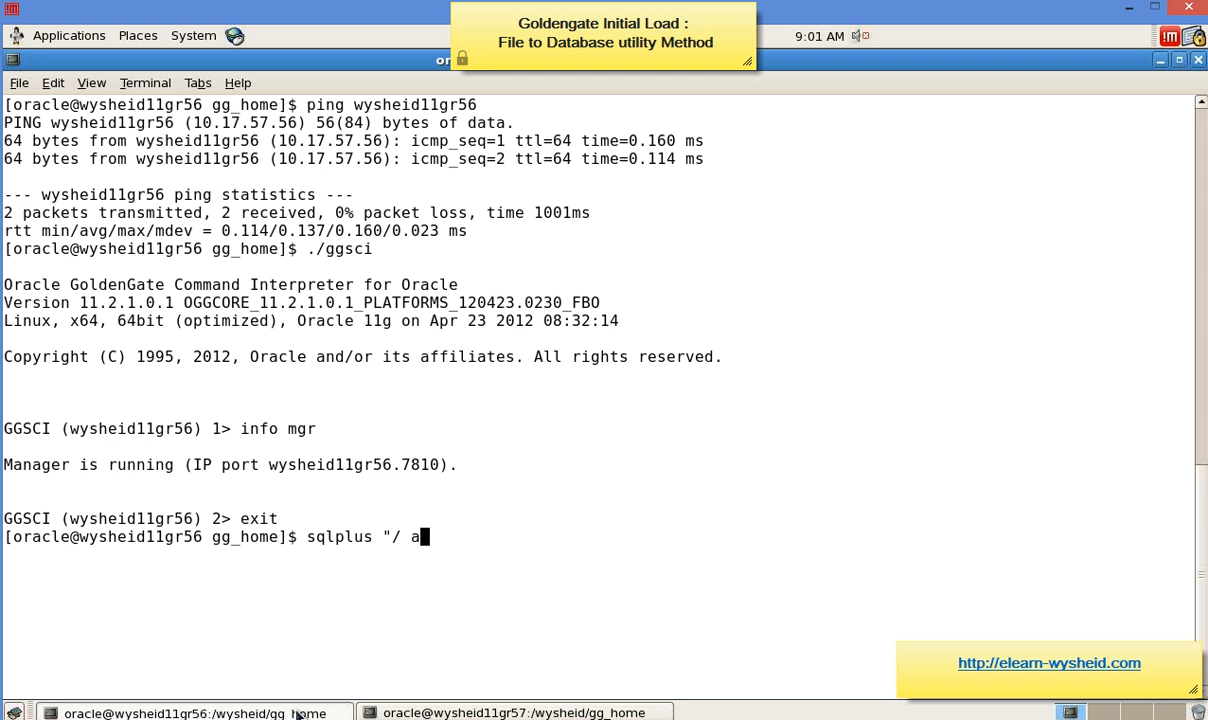 Goldengate Initial Load :
File to Database utility Method
Applications Places System
9:01 AM
or
File Edit View Terminal Tabs Help
[oracle@wysheid11gr56 gg_home]$ ping wysheid11gr56
PING wysheid11gr56 (10.17.57.56) 56(84) bytes of data.
64 bytes from wysheid11gr56 (10.17.57.56): icmp_seq=1 ttl=64 time=0.160 ms
64 bytes from wysheid11gr56 (10.17.57.56): icmp_seq=2 ttl=64 time=0.114 ms
--- wysheid11gr56 ping statistics ---
2 packets transmitted, 2 received, 0% packet loss, time 1001ms
rtt min/avg/max/mdev = 0.114/0.137/0.160/0.023 ms
[oracle@wysheid11gr56 gg_home]$ ./ggsci
Oracle GoldenGate Command Interpreter for Oracle
Version 11.2.1.0.1 OGGCORE_11.2.1.0.1_PLATFORMS_120423.0230_FBO
Linux, x64, 64bit (optimized), Oracle 11g on Apr 23 2012 08:32:14
Copyright (C) 1995, 2012, Oracle and/or its affiliates. All rights reserved.
GGSCI (wysheid11gr56) 1> info mgr
Manager is running (IP port wysheid11gr56.7810).
GGSCI (wysheid11gr56) 2> exit
[oracle@wysheid11gr56 gg_home]$ sqlplus "/ a
http://elearn-wysheid.com
oracle@wysheid11gr56:/wysheid/gg_home
oracle@wysheid11gr57:/wysheid/gg_home